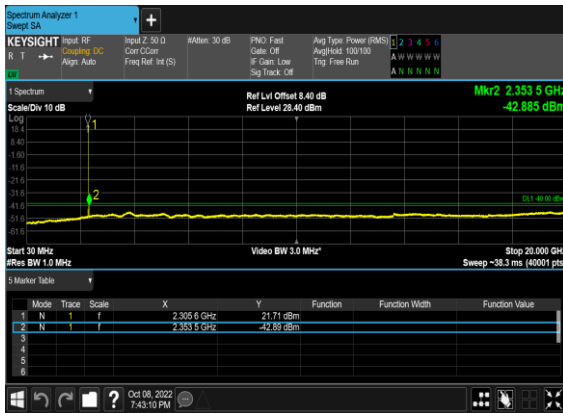 Spectrum Analyzer 1
Swept SA
+
KEYSIGHT Input: RF Input Z: 50 Ω #Atten: 30 dB PNO: Fast Avg Type: Power (RMS) 1 2 3 4 5 6
R T Coupling: DC Corr CCorr Gate: Off Avg|Hold: 100/100 A W W W W W
Align: Auto Freq Ref: Int (S) IF Gain: Low Trig: Free Run
Sig Track: Off A N N N N N
1 Spectrum
Scale/Div 10 dB
Ref Lvl Offset 8.40 dB
Ref Level 28.40 dBm
Mkr2 2.353 5 GHz
-42.885 dBm
Log
18.4
8.40
-1.60
-11.6
-21.6
-31.6
-41.6
-51.6
-61.6
1
2
DL1 -40.00 dBm
Start 30 MHz Video BW 3.0 MHz* Stop 20.000 GHz
#Res BW 1.0 MHz Sweep ~38.3 ms (40001 pts)
5 Marker Table
Mode Trace Scale X Y Function Function Width Function Value
1 N 1 f 2.305 6 GHz 21.71 dBm
2 N 1 f 2.353 5 GHz -42.89 dBm
3
4
5
6
?
Oct 08, 2022
7:43:10 PM